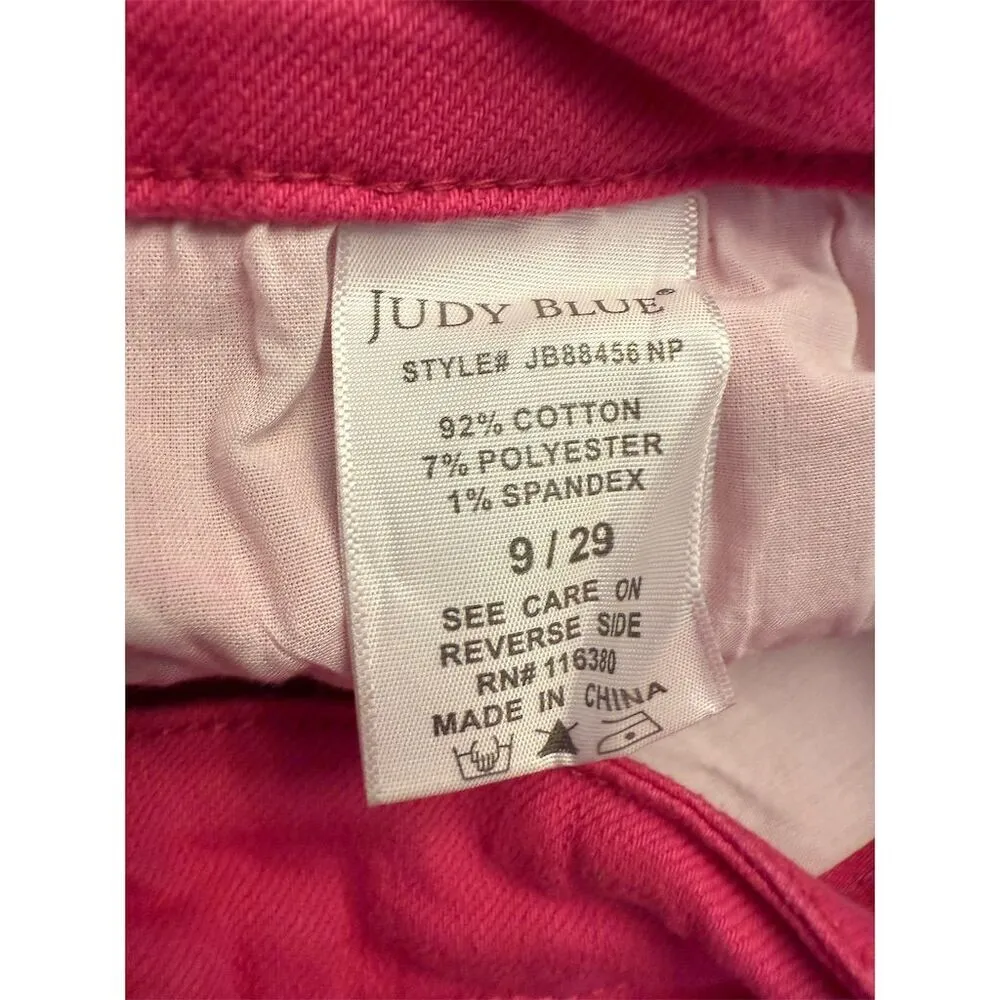 JUDY BLUE®
STYLE# JB88456 NP
92% COTTON
7% POLYESTER
1% SPANDEX
9 / 29
SEE CARE ON
REVERSE SIDE
RN# 116380
MADE IN CHINA